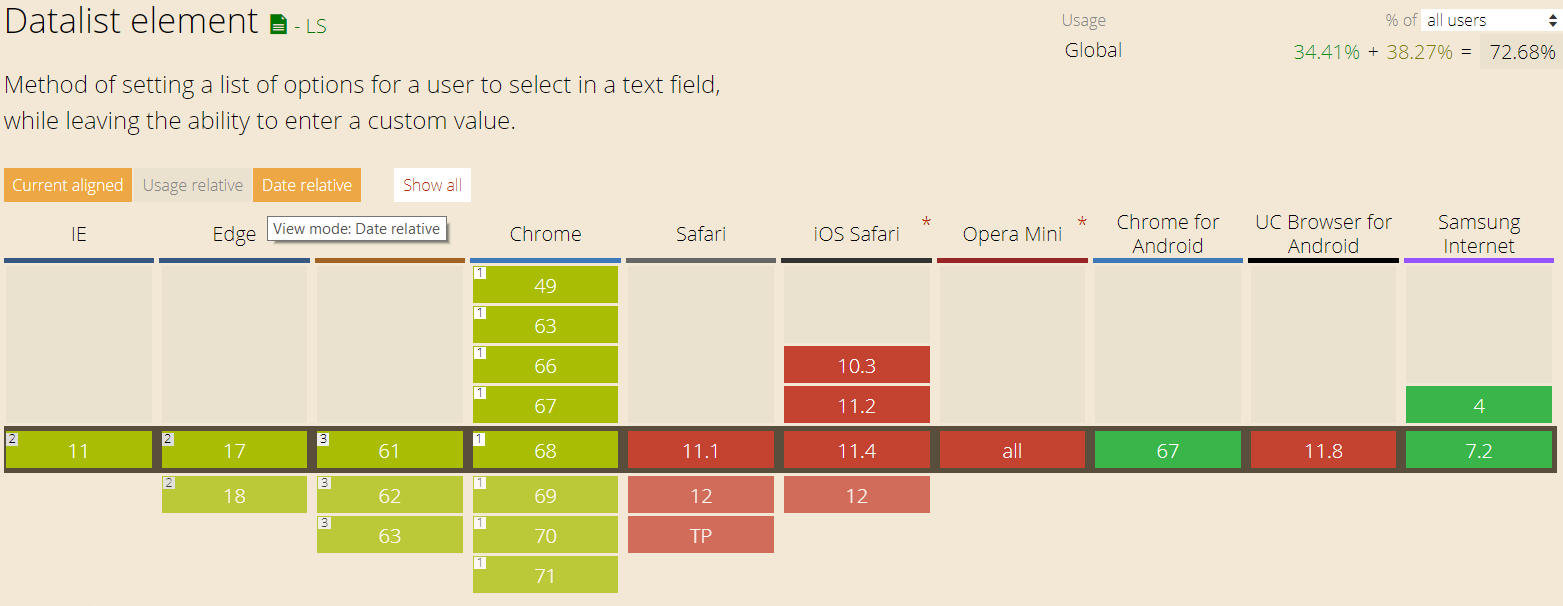 Datalist element - LS
Usage % of all users
Global 34.41% + 38.27% = 72.68%
Method of setting a list of options for a user to select in a text field,
while leaving the ability to enter a custom value.
Current aligned Usage relative Date relative Show all
IE Edge Chrome Safari iOS Safari * Opera Mini * Chrome for Android UC Browser for Android Samsung Internet
View mode: Date relative
1 49
1 63
1 66 10.3
1 67 11.2 4
2 11 2 17 3 61 1 68 11.1 11.4 all 67 11.8 7.2
2 18 3 62 1 69 12 12
3 63 1 70 TP
1 71